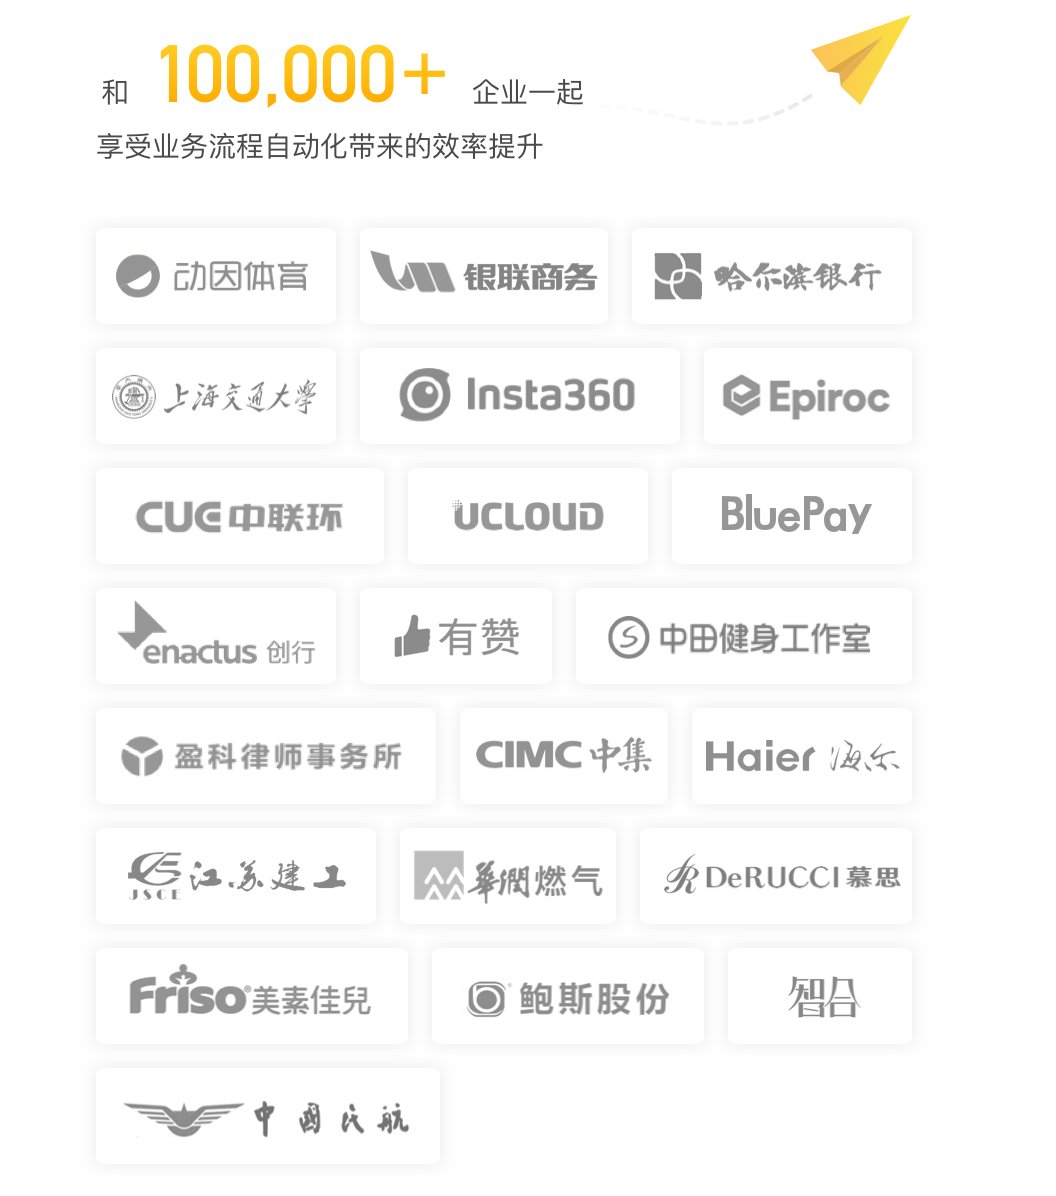 和 100,000+ 企业一起
享受业务流程自动化带来的效率提升
动因体育
银联商务
哈尔滨银行
上海交通大學
Insta360
Epiroc
CUE 中联环
UCLOUD
BluePay
enactus 创行
有赞
中田健身工作室
盈科律师事务所
CIMC 中集
Haier 海尔
JSCE 江苏建工
華潤燃气
DeRUCCI 慕思
Friso® 美素佳兒
鲍斯股份
智合
中國民航